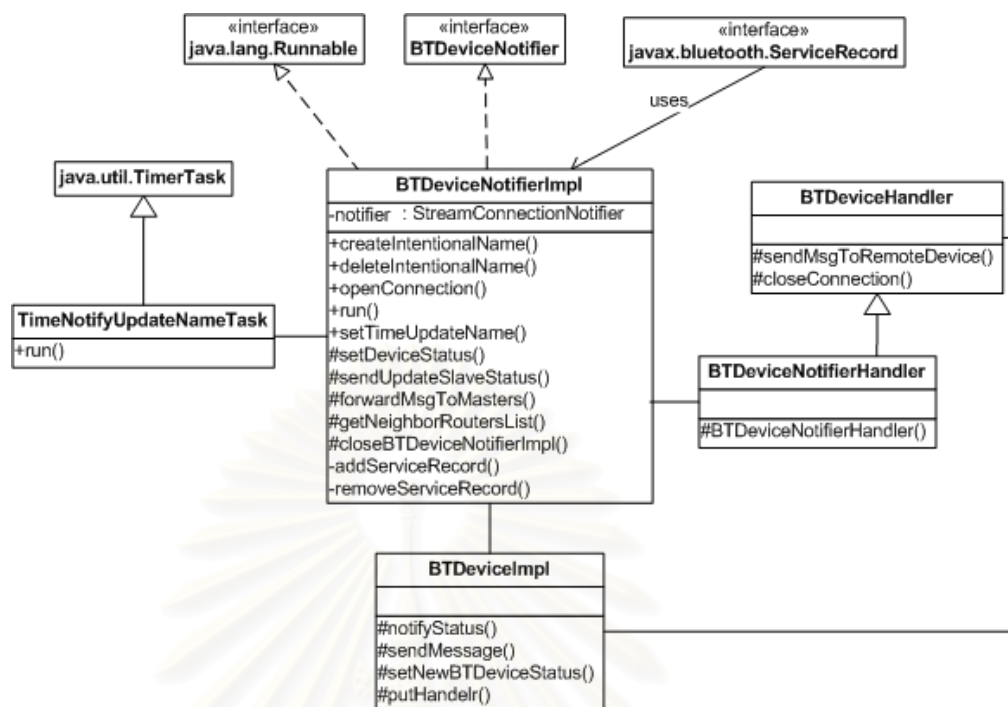 «interface»
java.lang.Runnable
«interface»
BTDeviceNotifier
«interface»
javax.bluetooth.ServiceRecord
uses
java.util.TimerTask
BTDeviceNotifierImpl
-notifier : StreamConnectionNotifier
+createIntentionalName()
+deleteIntentionalName()
+openConnection()
+run()
+setTimeUpdateName()
#setDeviceStatus()
#sendUpdateSlaveStatus()
#forwardMsgToMasters()
#getNeighborRoutersList()
#closeBTDeviceNotifierImpl()
-addServiceRecord()
-removeServiceRecord()
BTDeviceHandler
#sendMsgToRemoteDevice()
#closeConnection()
TimeNotifyUpdateNameTask
+run()
BTDeviceNotifierHandler
#BTDeviceNotifierHandler()
BTDeviceImpl
#notifyStatus()
#sendMessage()
#setNewBTDeviceStatus()
#putHandelr()